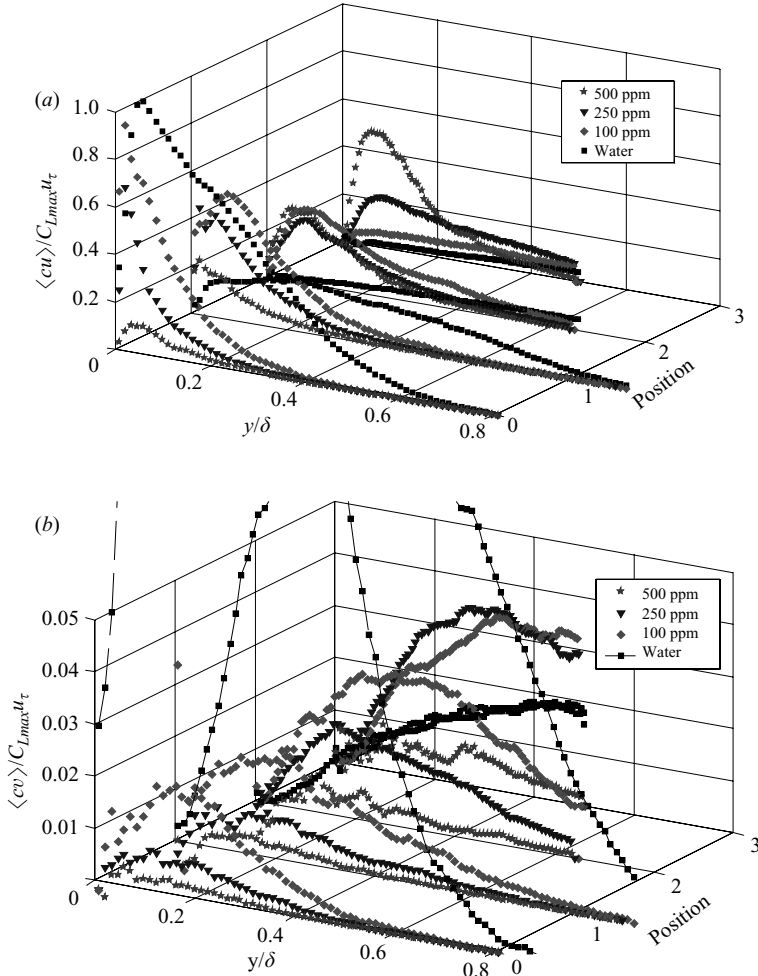 (a)
1.0
0.8
0.6
0.4
0.2
0
⟨cu⟩/C_Lmax u_τ
500 ppm
250 ppm
100 ppm
Water
0.2
0.4
0.6
0.8
y/δ
0
1
2
3
Position
(b)
0.05
0.04
0.03
0.02
0.01
0
⟨cv⟩/C_Lmax u_τ
500 ppm
250 ppm
100 ppm
Water
0.2
0.4
0.6
0.8
y/δ
0
1
2
3
Position